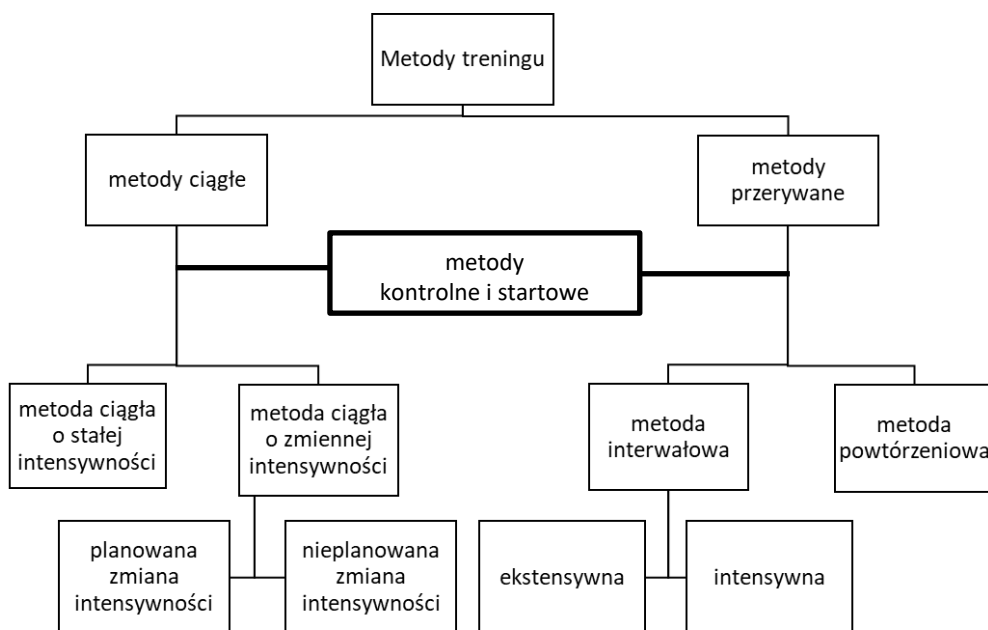 Metody treningu
metody ciągłe
metody
przerywane
metody
kontrolne i startowe
metoda ciągła
o stałej
intensywności
metoda ciągła
o zmiennej
intensywności
metoda
interwałowa
metoda
powtórzeniowa
planowana
zmiana
intensywności
nieplanowana
zmiana
intensywności
ekstensywna
intensywna